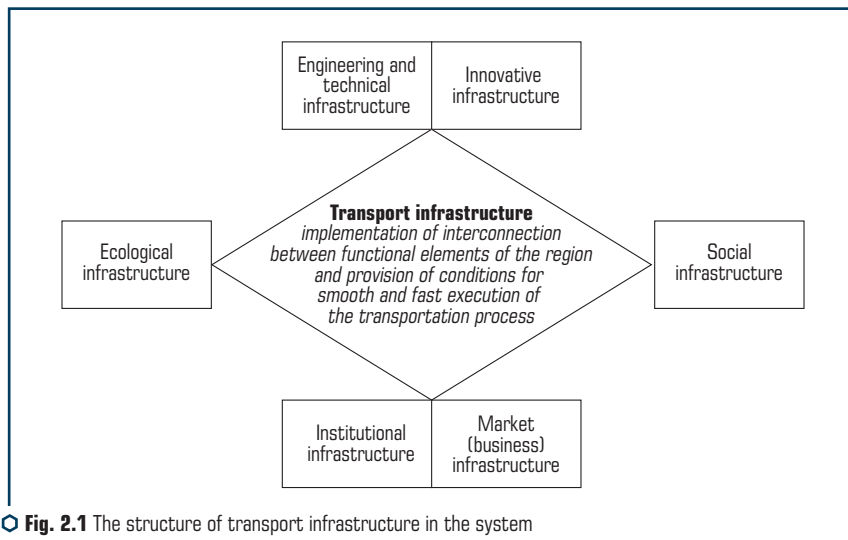 Engineering and
technical
infrastructure
Innovative
infrastructure
Transport infrastructure
implementation of interconnection
between functional elements of the region
and provision of conditions for
smooth and fast execution of
the transportation process
Ecological
infrastructure
Social
infrastructure
Institutional
infrastructure
Market
(business)
infrastructure
Fig. 2.1 The structure of transport infrastructure in the system